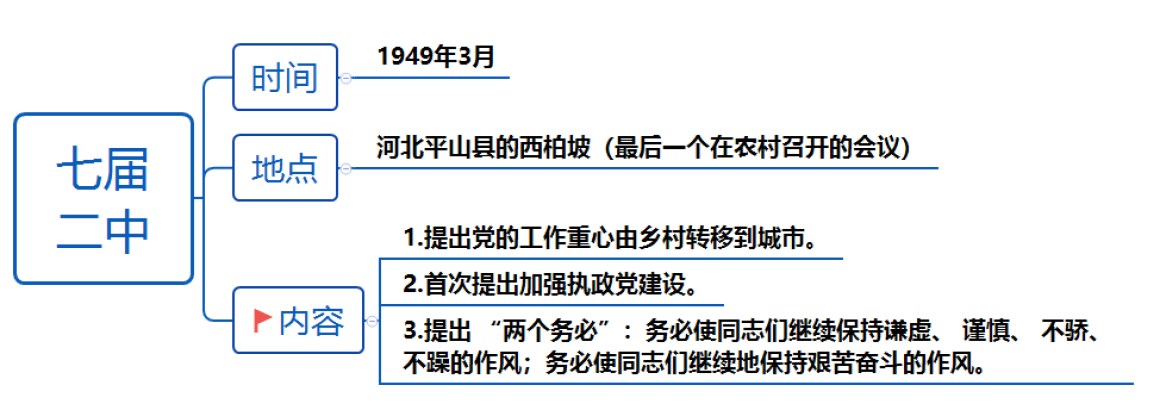 七届
二中
时间
1949年3月
地点
河北平山县的西柏坡（最后一个在农村召开的会议）
内容
1.提出党的工作重心由乡村转移到城市。
2.首次提出加强执政党建设。
3.提出 “两个务必”：务必使同志们继续保持谦虚、 谨慎、 不骄、
不躁的作风；务必使同志们继续地保持艰苦奋斗的作风。